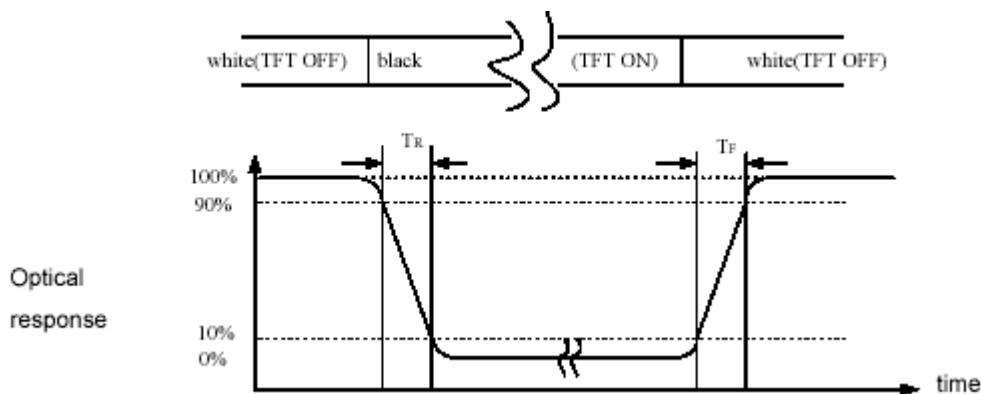 white(TFT OFF) black (TFT ON) white(TFT OFF)
TR TF
100%
90%
Optical
response
10%
0%
time